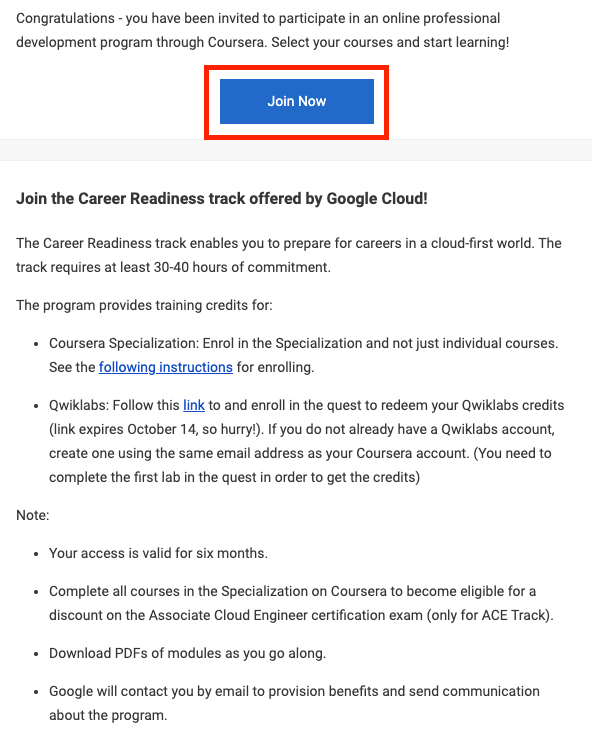 Congratulations - you have been invited to participate in an online professional
development program through Coursera. Select your courses and start learning!
Join Now
Join the Career Readiness track offered by Google Cloud!
The Career Readiness track enables you to prepare for careers in a cloud-first world. The
track requires at least 30-40 hours of commitment.
The program provides training credits for:
• Coursera Specialization: Enrol in the Specialization and not just individual courses.
See the following instructions for enrolling.
• Qwiklabs: Follow this link to and enroll in the quest to redeem your Qwiklabs credits
(link expires October 14, so hurry!). If you do not already have a Qwiklabs account,
create one using the same email address as your Coursera account. (You need to
complete the first lab in the quest in order to get the credits)
Note:
• Your access is valid for six months.
• Complete all courses in the Specialization on Coursera to become eligible for a
discount on the Associate Cloud Engineer certification exam (only for ACE Track).
• Download PDFs of modules as you go along.
• Google will contact you by email to provision benefits and send communication
about the program.